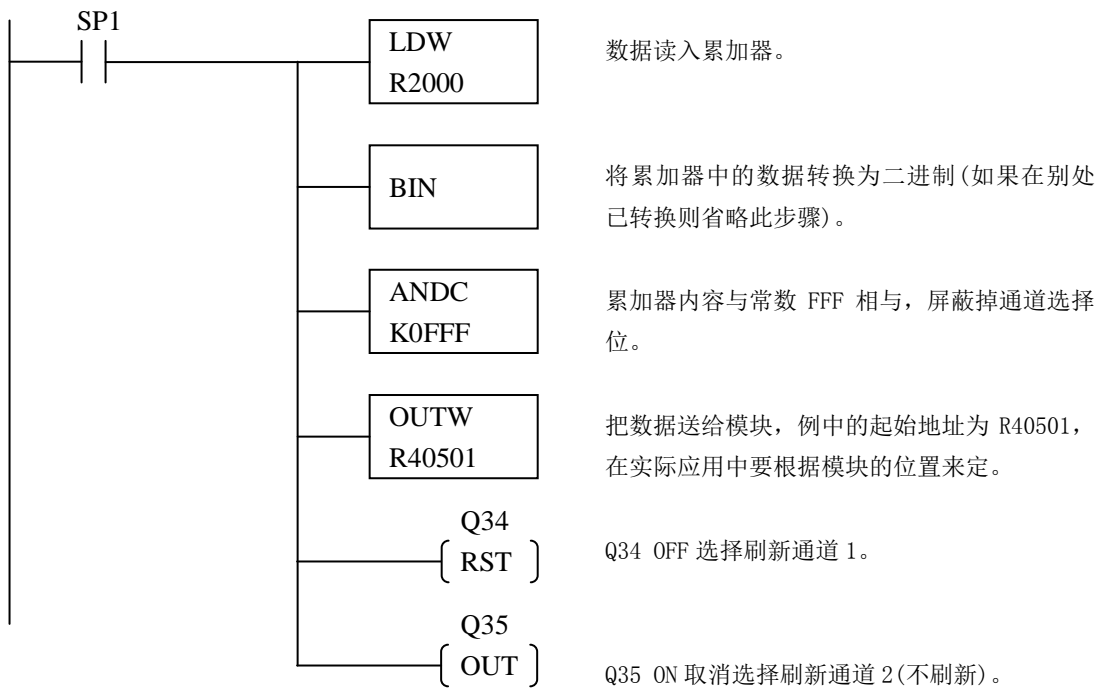 SP1
LDW
R2000
数据读入累加器。
BIN
将累加器中的数据转换为二进制(如果在别处
已转换则省略此步骤)。
ANDC
K0FFF
累加器内容与常数 FFF 相与，屏蔽掉通道选择
位。
OUTW
R40501
把数据送给模块，例中的起始地址为 R40501，
在实际应用中要根据模块的位置来定。
Q34
RST
Q34 OFF 选择刷新通道 1。
Q35
OUT
Q35 ON 取消选择刷新通道 2(不刷新)。